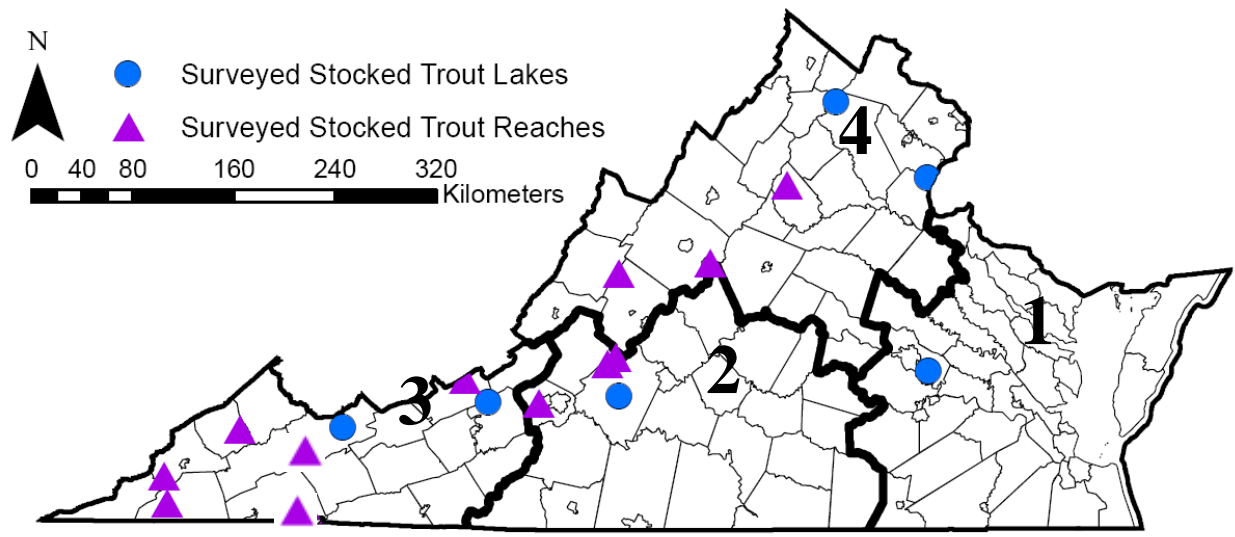 N
Surveyed Stocked Trout Lakes
Surveyed Stocked Trout Reaches
0 40 80 160 240 320
Kilometers
4
1
2
3